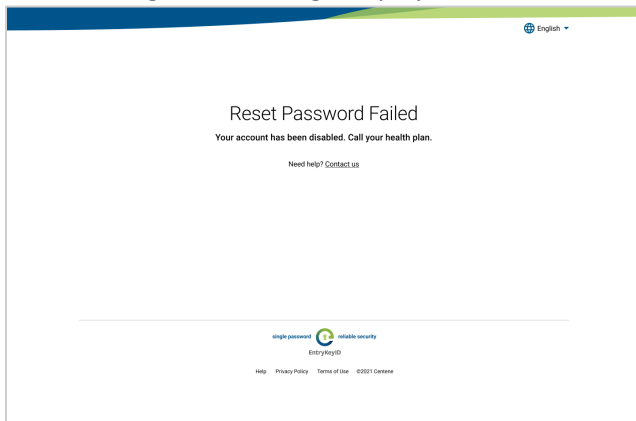 English
Reset Password Failed
Your account has been disabled. Call your health plan.
Need help? Contact us
single password reliable security
EntryKeyID
Help Privacy Policy Terms of Use ©2021 Centene